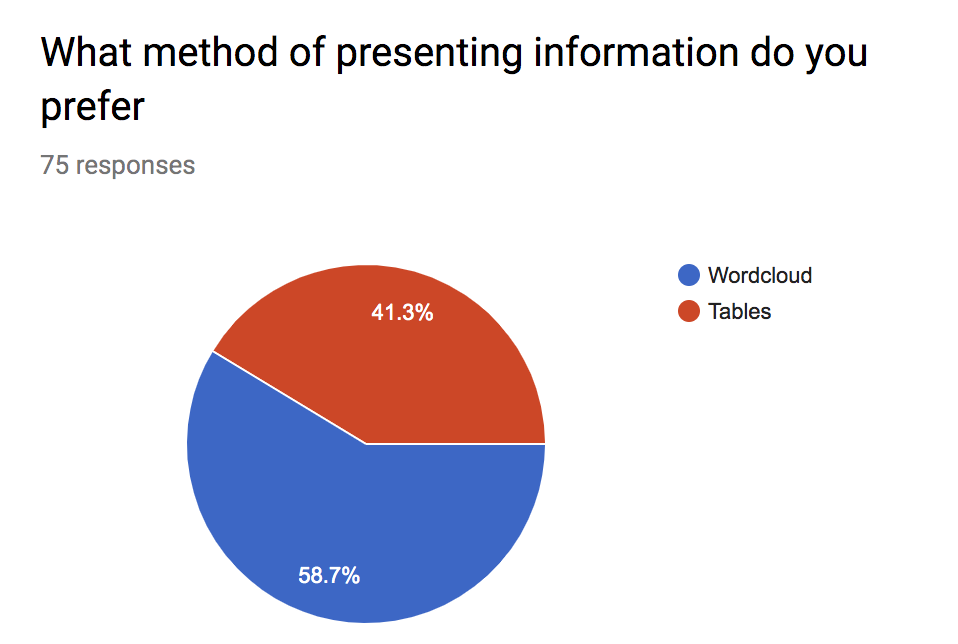 What method of presenting information do you
prefer
75 responses
Wordcloud
Tables
41.3%
58.7%